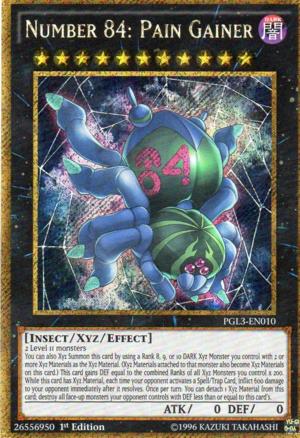 NUMBER 84: PAIN GAINER
DARK
闇
84
PGL3-EN010
[INSECT/XYZ/EFFECT]
2 Level 11 monsters
You can also Xyz Summon this card by using a Rank 8, 9, or 10 DARK Xyz Monster you control with 2 or
more Xyz Materials as the Xyz Material. (Xyz Materials attached to that monster also become Xyz Materials
on this card.) This card gains DEF equal to the combined Ranks of all Xyz Monsters you control x 200.
While this card has Xyz Material, each time your opponent activates a Spell/Trap Card, inflict 600 damage
to your opponent immediately after it resolves. Once per turn: You can detach 1 Xyz Material from this
card; destroy all face-up monsters your opponent controls with DEF less than or equal to this card's.
ATK/ 0 DEF/ 0
26556950 1st Edition ©1996 KAZUKI TAKAHASHI